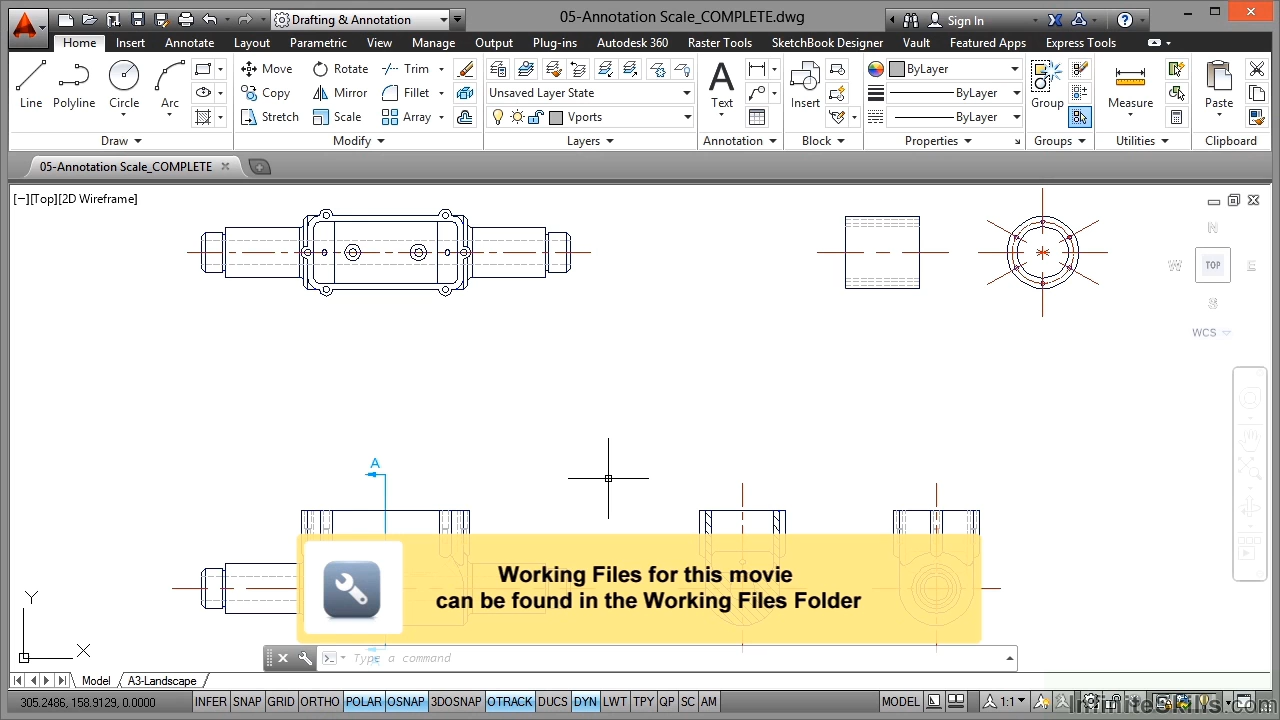 Drafting & Annotation
05-Annotation Scale_COMPLETE.dwg
Sign In
Home Insert Annotate Layout Parametric View Manage Output Plug-ins Autodesk 360 Raster Tools SketchBook Designer Vault Featured Apps Express Tools
Line Polyline Circle Arc
Move Rotate Trim
Copy Mirror Fillet
Stretch Scale Array
Unsaved Layer State
Vports
Text
Insert
ByLayer
ByLayer
ByLayer
Group
Measure
Paste
Draw Modify Layers Annotation Block Properties Groups Utilities Clipboard
05-Annotation Scale_COMPLETE
[−][Top][2D Wireframe]
N
W TOP E
S
WCS
A
Working Files for this movie
can be found in the Working Files Folder
A
Y
X
Type a command
Model A3-Landscape
305.2486, 158.9129, 0.0000 INFER SNAP GRID ORTHO POLAR OSNAP 3DOSNAP OTRACK DUCS DYN LWT TPY QP SC AM MODEL 1:1
InfiniteSkills.com